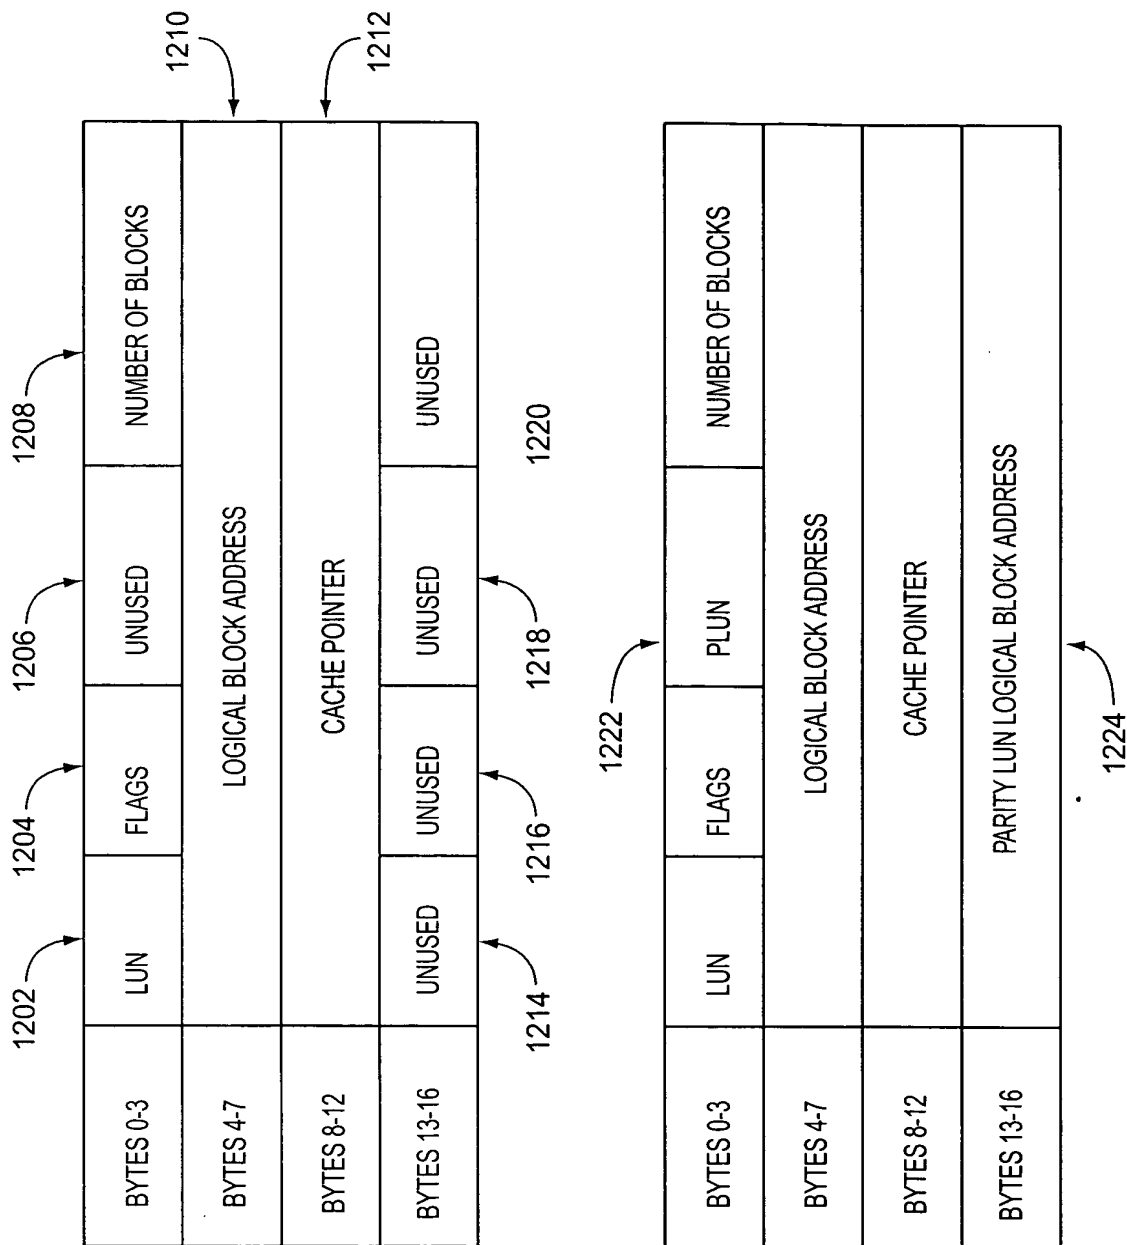 1202 1204 1206 1208
BYTES 0-3 LUN FLAGS UNUSED NUMBER OF BLOCKS
BYTES 4-7 LOGICAL BLOCK ADDRESS 1210
BYTES 8-12 CACHE POINTER 1212
BYTES 13-16 UNUSED UNUSED UNUSED UNUSED
1214 1216 1218 1220
1222
BYTES 0-3 LUN FLAGS PLUN NUMBER OF BLOCKS
BYTES 4-7 LOGICAL BLOCK ADDRESS
BYTES 8-12 CACHE POINTER
BYTES 13-16 PARITY LUN LOGICAL BLOCK ADDRESS
1224